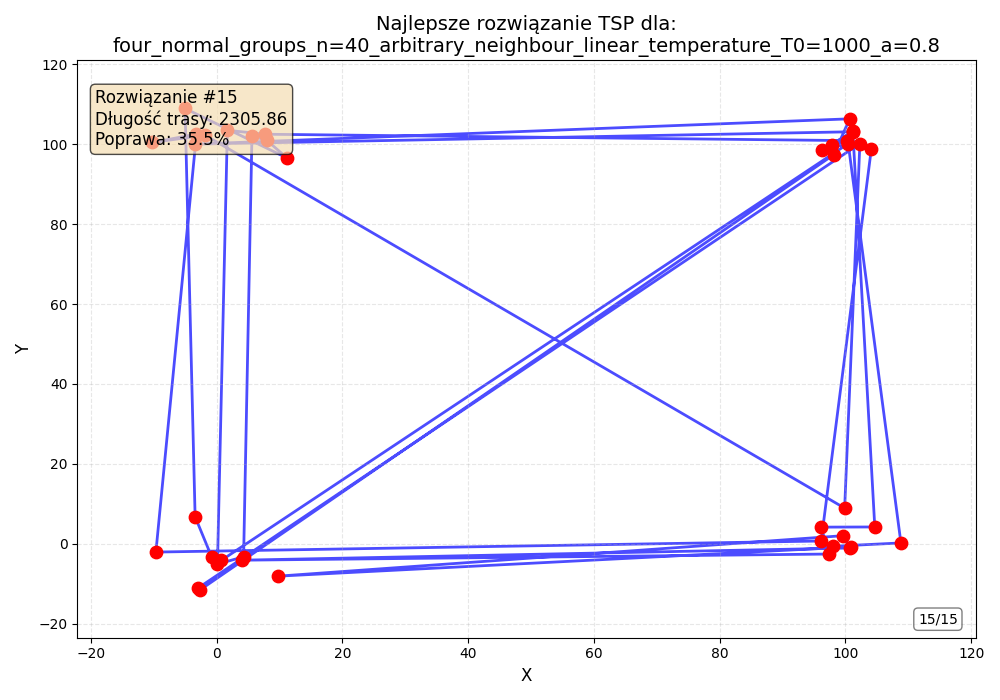 Najlepsze rozwiązanie TSP dla:
four_normal_groups_n=40_arbitrary_neighbour_linear_temperature_T0=1000_a=0.8
Rozwiązanie #15
Długość trasy: 2305.86
Poprawa: 35.5%
120
100
80
60
40
20
0
−20
Y
15/15
−20
0
20
40
60
80
100
120
X